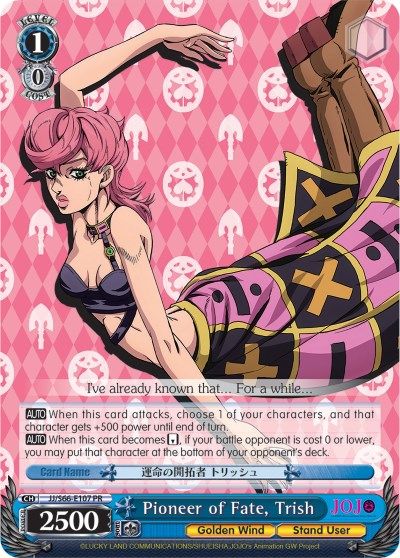 LEVEL
1
0
COST
I've already known that... For a while...
AUTO When this card attacks, choose 1 of your characters, and that
character gets +500 power until end of turn.
AUTO When this card becomes [ ], if your battle opponent is cost 0 or lower,
you may put that character at the bottom of your opponent's deck.
Card Name 運命の開拓者 トリッシュ
CH JJ/S66-E107 PR
2500
Pioneer of Fate, Trish JOJO
Golden Wind Stand User
©LUCKY LAND COMMUNICATIONS/SHUEISHA,JOJO's Animation GW Project